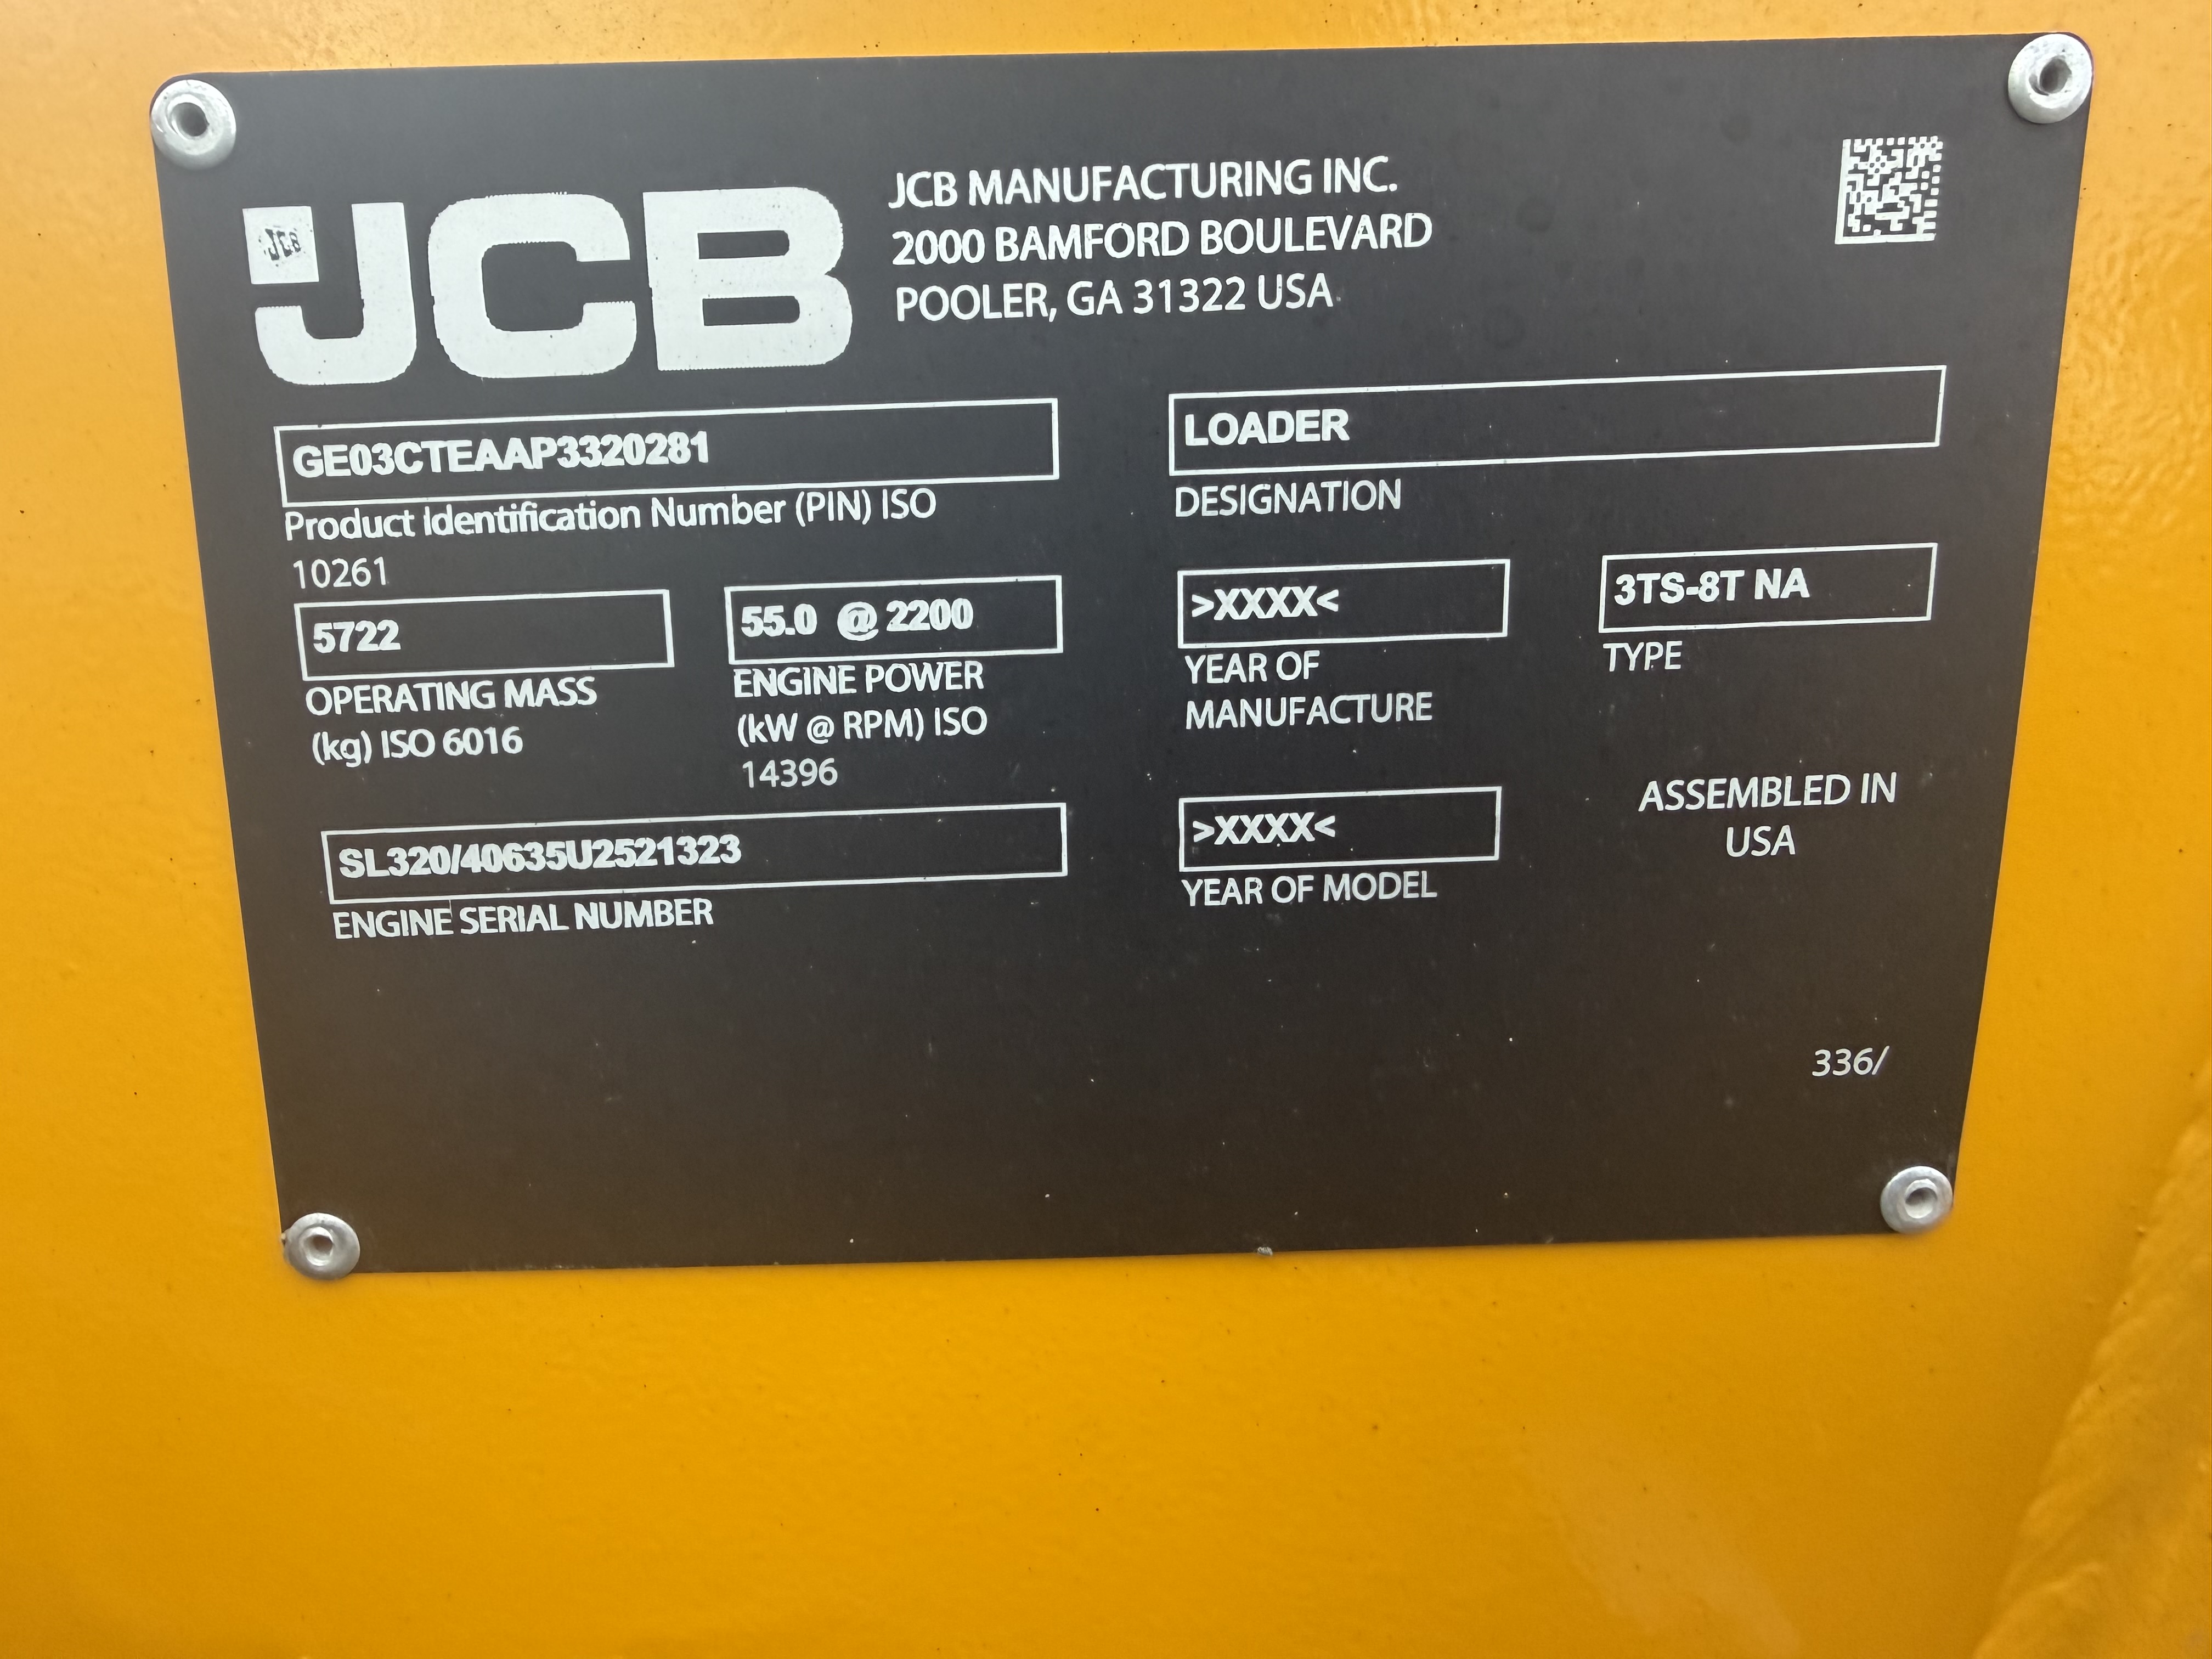 JCB
JCB
JCB MANUFACTURING INC.
2000 BAMFORD BOULEVARD
POOLER, GA 31322 USA
GE03CTEAAP3320281
Product Identification Number (PIN) ISO
10261
LOADER
DESIGNATION
5722
OPERATING MASS
(kg) ISO 6016
55.0 @ 2200
ENGINE POWER
(kW @ RPM) ISO
14396
>XXXX<
YEAR OF
MANUFACTURE
3TS-8T NA
TYPE
SL320/40635U2521323
ENGINE SERIAL NUMBER
>XXXX<
YEAR OF MODEL
ASSEMBLED IN
USA
336/